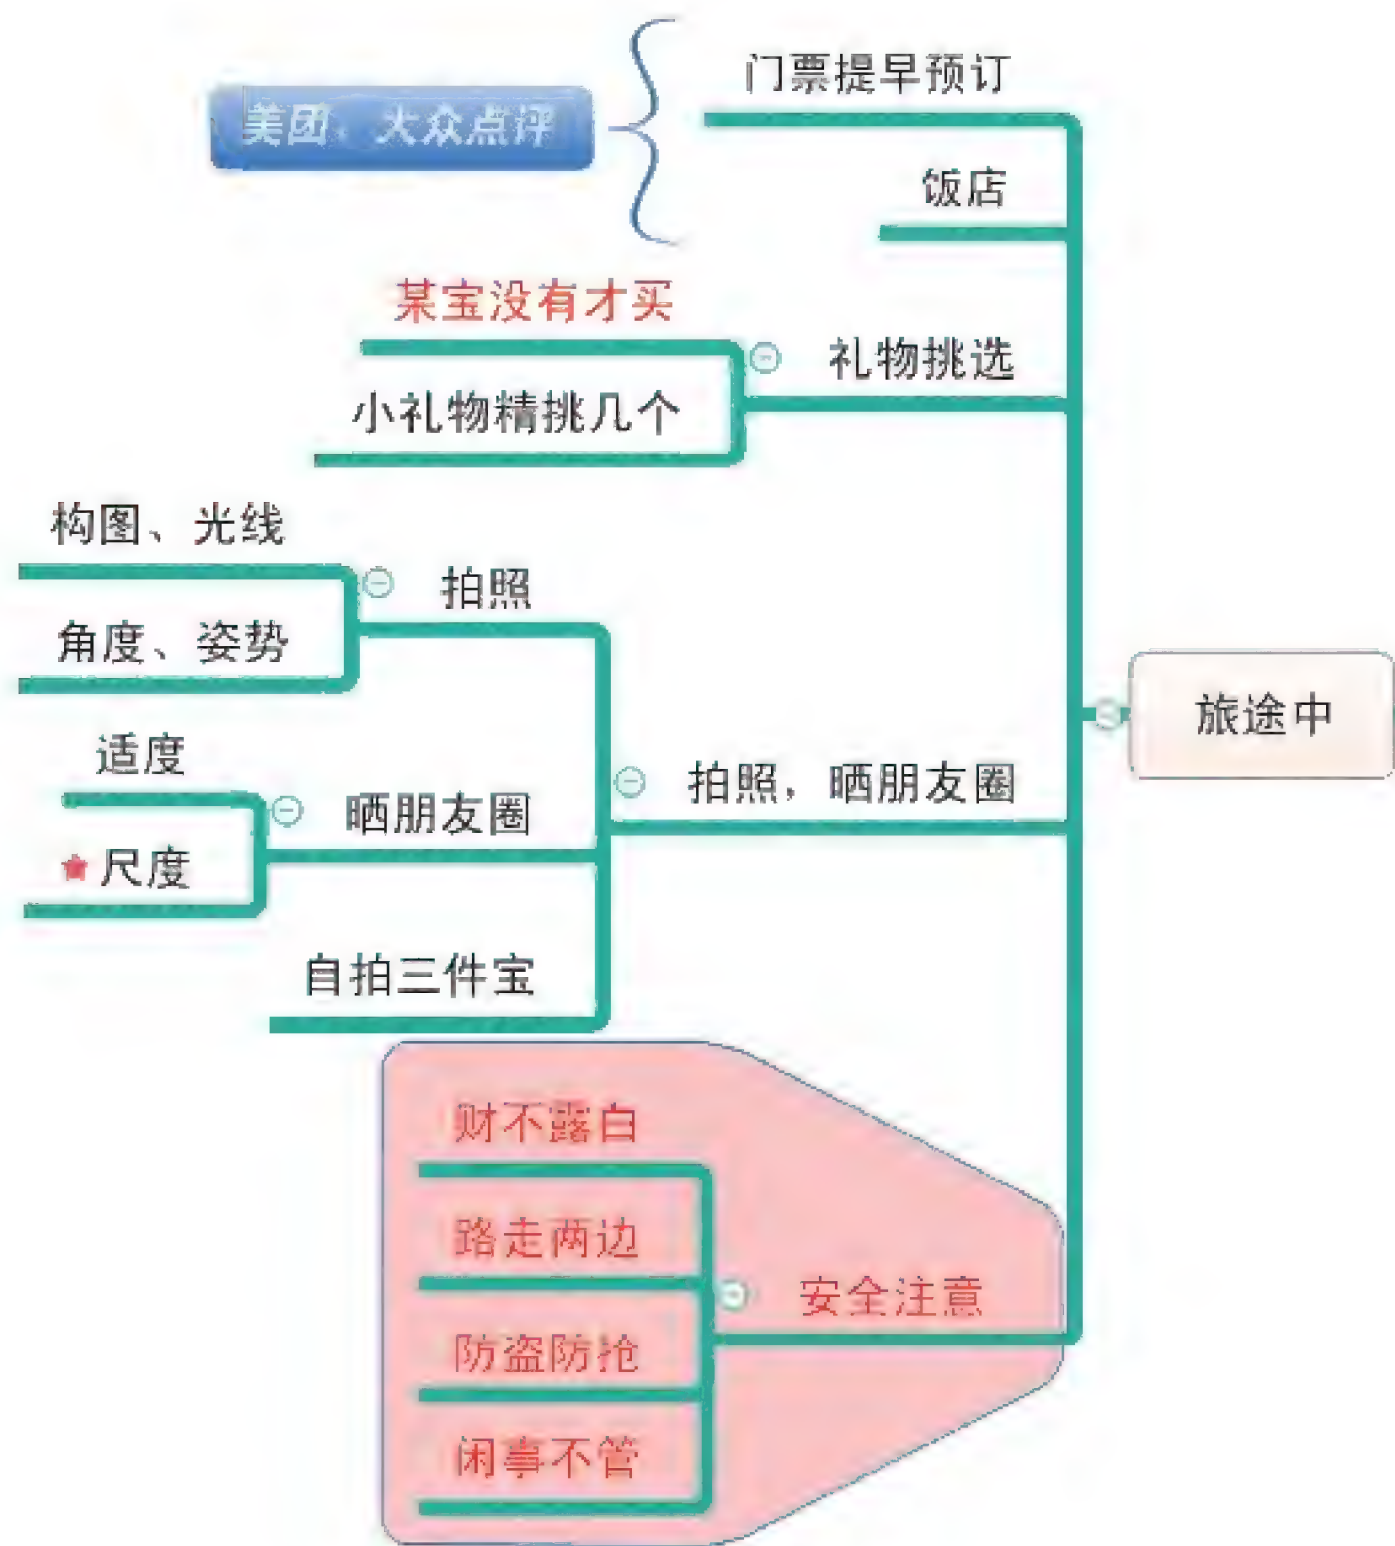 门票提早预订
美团，大众点评
饭店
某宝没有才买
礼物挑选
小礼物精挑几个
构图、光线
拍照
角度、姿势
旅途中
适度
拍照，晒朋友圈
晒朋友圈
尺度
自拍三件宝
财不露白
路走两边
安全注意
防盗防抢
闲事不管